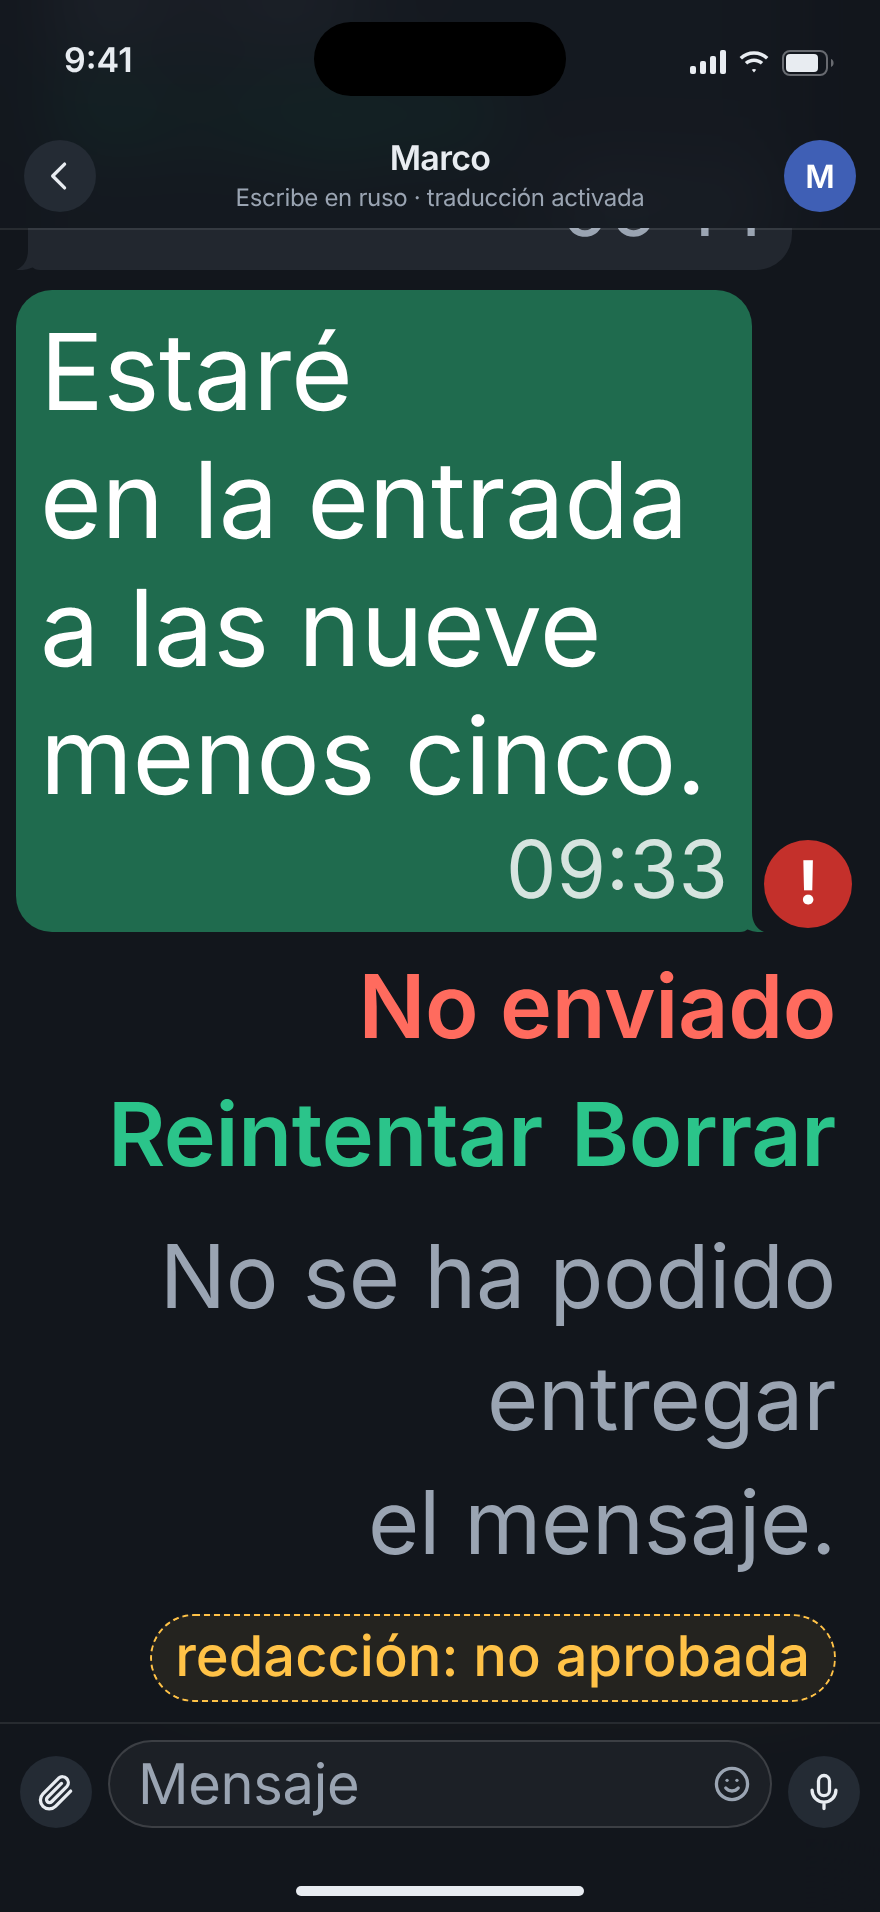 9:41
Marco
Escribe en ruso · traducción activada
M
Estaré
en la entrada
a las nueve
menos cinco.
09:33
!
No enviado
Reintentar Borrar
No se ha podido
entregar
el mensaje.
redacción: no aprobada
Mensaje